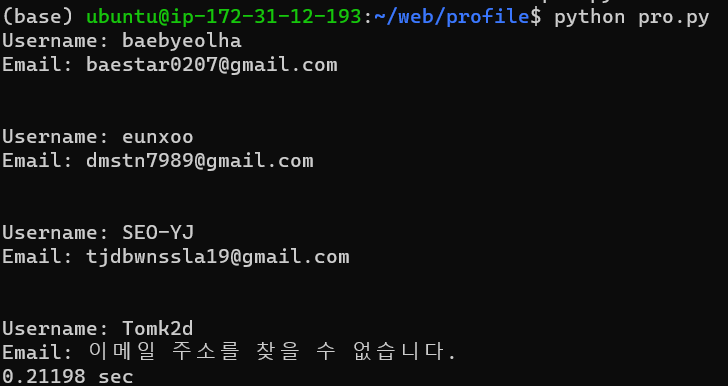 (base) ubuntu@ip-172-31-12-193:~/web/profile$ python pro.py
Username: baebyeolha
Email: baestar0207@gmail.com
Username: eunxoo
Email: dmstn7989@gmail.com
Username: SEO-YJ
Email: tjdbwnssla19@gmail.com
Username: Tomk2d
Email: 이메일 주소를 찾을 수 없습니다.
0.21198 sec